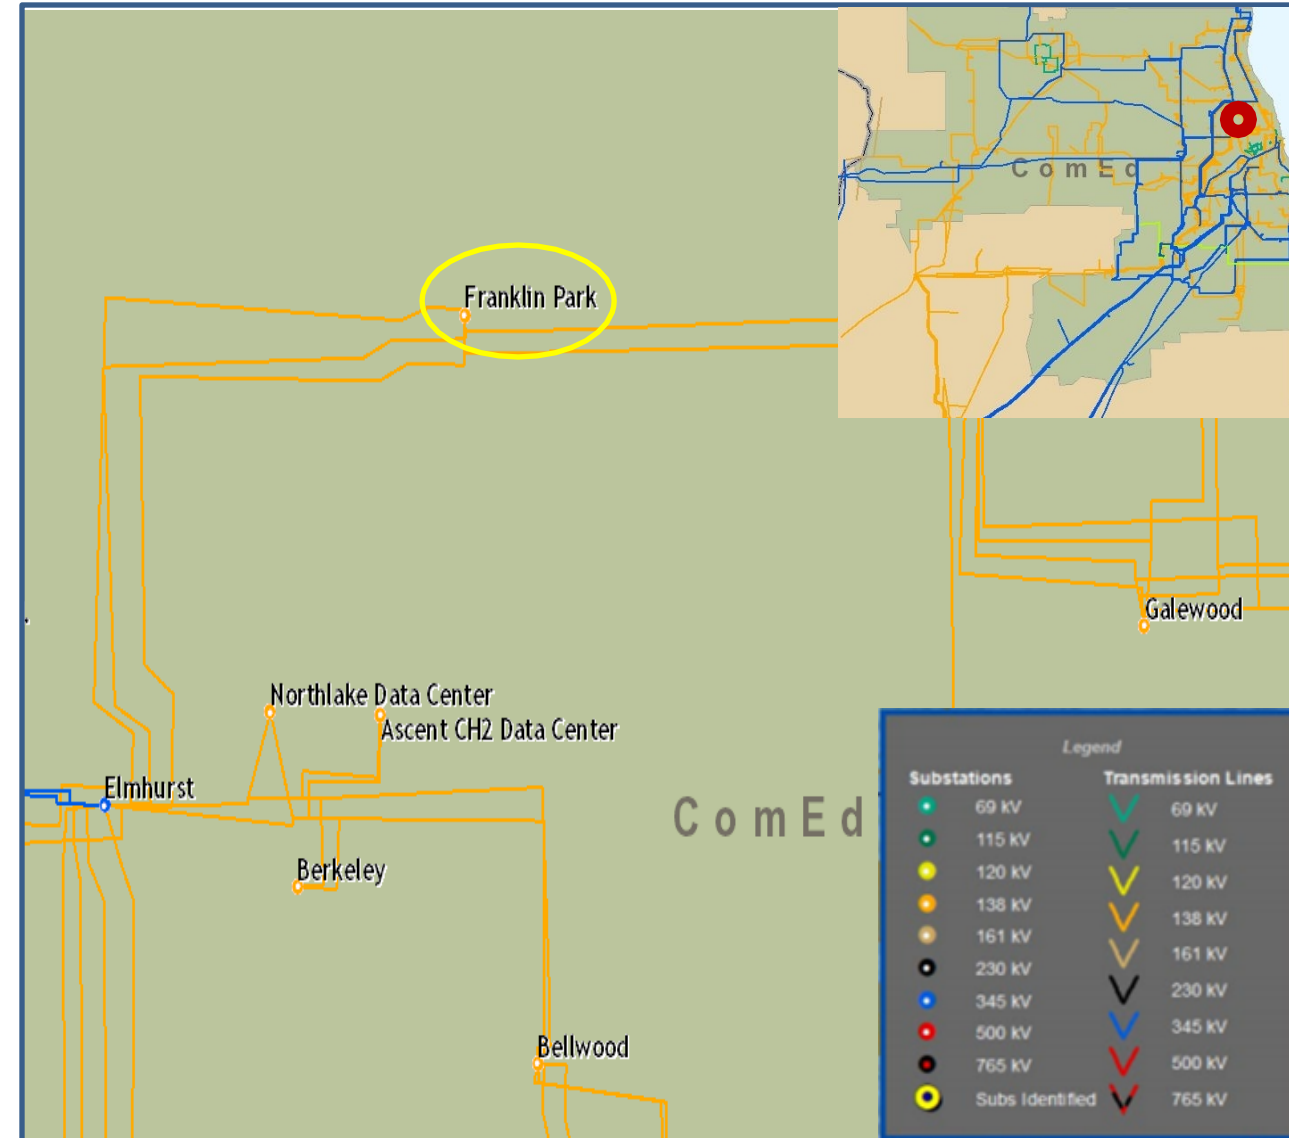 ComEd
Franklin Park
Galewood
Northlake Data Center
Ascent CH2 Data Center
Elmhurst
ComEd
Berkeley
Bellwood
Legend
Substations Transmission Lines
69 kV 69 kV
115 kV 115 kV
120 kV 120 kV
138 kV 138 kV
161 kV 161 kV
230 kV 230 kV
345 kV 345 kV
500 kV 500 kV
765 kV 765 kV
Subs Identified